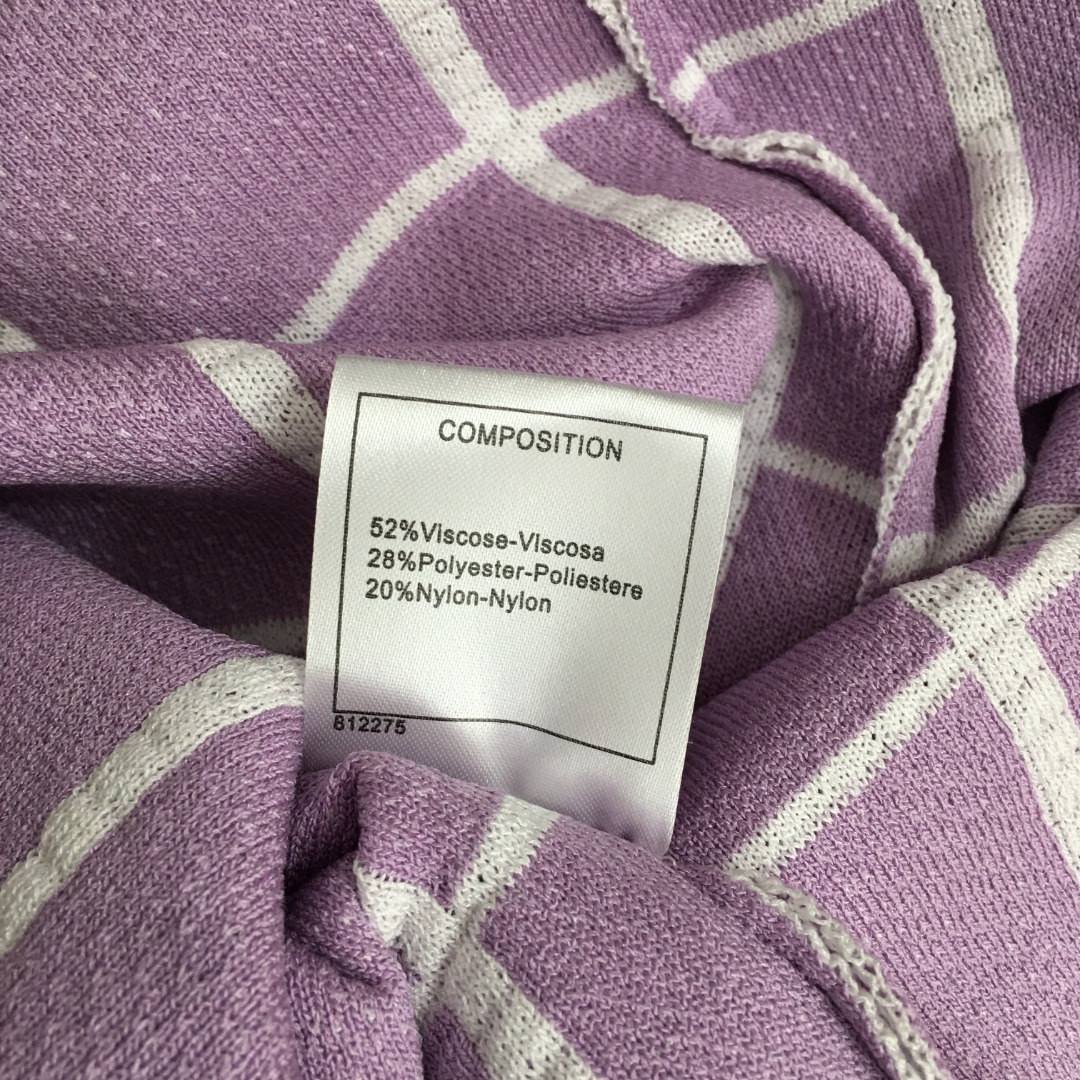 COMPOSITION
52%Viscose-Viscosa
28%Polyester-Poliestere
20%Nylon-Nylon
812275